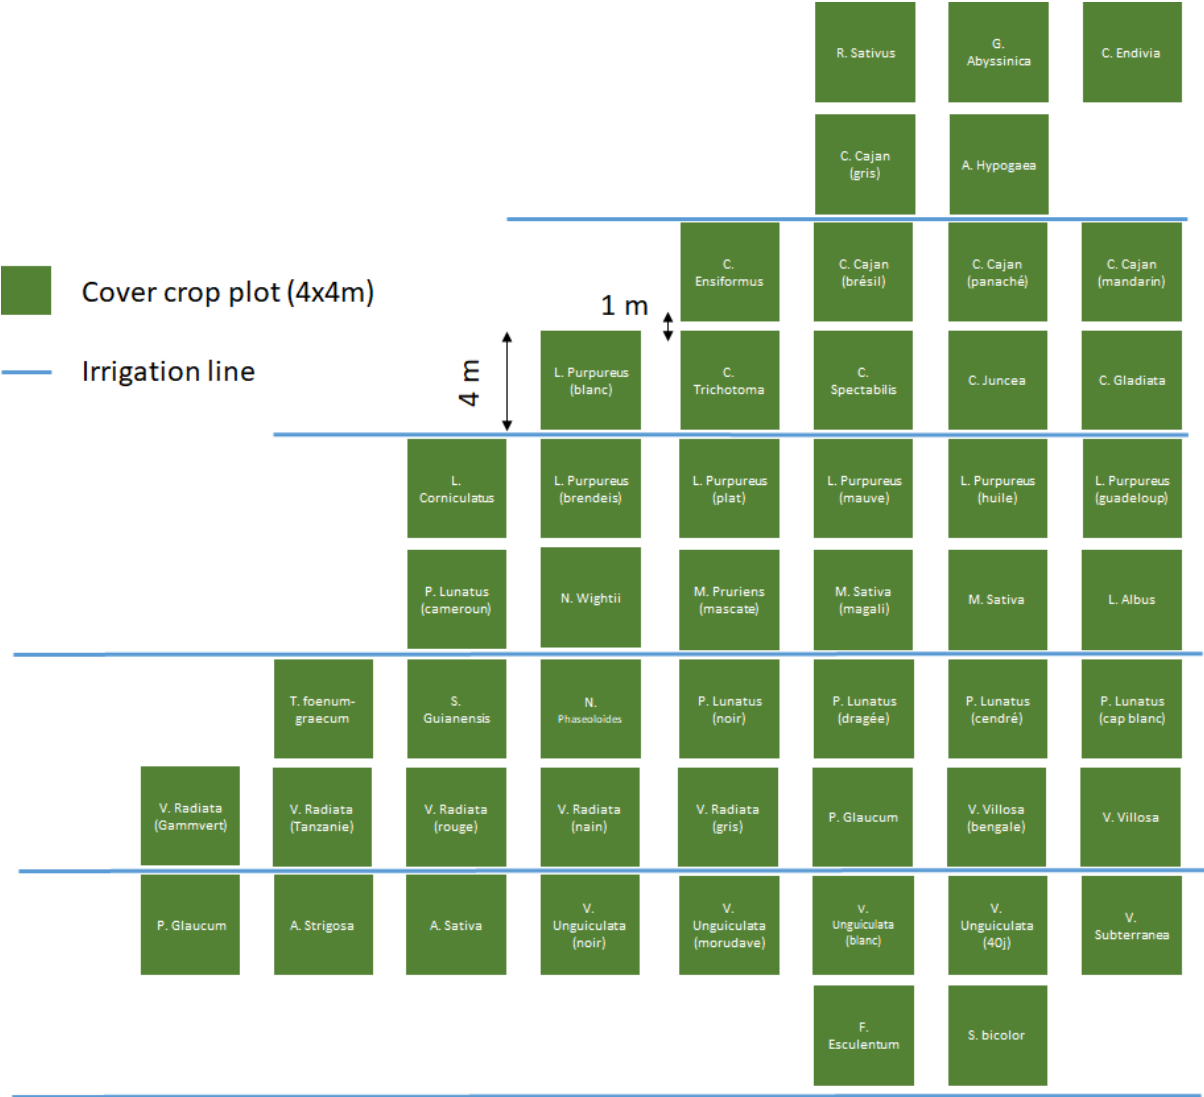 R. Sativus
G.
Abyssinica
C. Endivia
C. Cajan
(gris)
A. Hypogaea
Cover crop plot (4x4m)
Irrigation line
1 m
4 m
C.
Ensiformus
C. Cajan
(brésil)
C. Cajan
(panaché)
C. Cajan
(mandarin)
L. Purpureus
(blanc)
C.
Trichotoma
C.
Spectabilis
C. Juncea
C. Gladiata
L.
Corniculatus
L. Purpureus
(brendeis)
L. Purpureus
(plat)
L. Purpureus
(mauve)
L. Purpureus
(huile)
L. Purpureus
(guadeloup)
P. Lunatus
(cameroun)
N. Wightii
M. Pruriens
(mascate)
M. Sativa
(magali)
M. Sativa
L. Albus
T. foenum-
graecum
S.
Guianensis
N.
Phaseoloides
P. Lunatus
(noir)
P. Lunatus
(dragée)
P. Lunatus
(cendré)
P. Lunatus
(cap blanc)
V. Radiata
(Gammvert)
V. Radiata
(Tanzanie)
V. Radiata
(rouge)
V. Radiata
(nain)
V. Radiata
(gris)
P. Glaucum
V. Villosa
(bengale)
V. Villosa
P. Glaucum
A. Strigosa
A. Sativa
V.
Unguiculata
(noir)
V.
Unguiculata
(morudave)
V.
Unguiculata
(blanc)
V.
Unguiculata
(40j)
V.
Subterranea
F.
Esculentum
S. bicolor